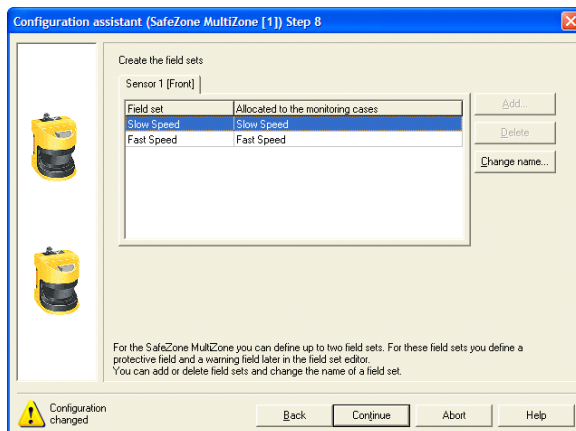 Configuration assistant (SafeZone MultiZone [1]) Step 8
Create the field sets
Sensor 1 [Front]
Field set Allocated to the monitoring cases
Slow Speed Slow Speed
Fast Speed Fast Speed
Add...
Delete
Change name...
For the SafeZone MultiZone you can define up to two field sets. For these field sets you define a
protective field and a warning field later in the field set editor.
You can add or delete field sets and change the name of a field set.
Configuration
changed
Back Continue Abort Help